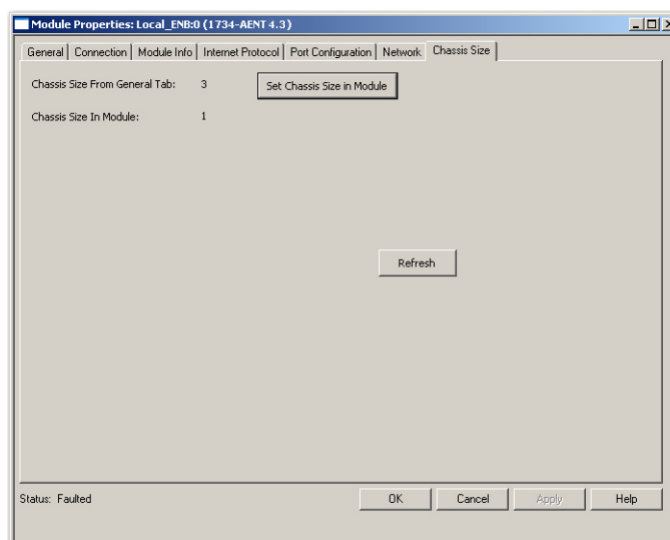 Module Properties: Local_ENB:0 (1734-AENT 4.3)
General Connection Module Info Internet Protocol Port Configuration Network Chassis Size
Chassis Size From General Tab: 3 Set Chassis Size in Module
Chassis Size In Module: 1
Refresh
Status: Faulted OK Cancel Apply Help